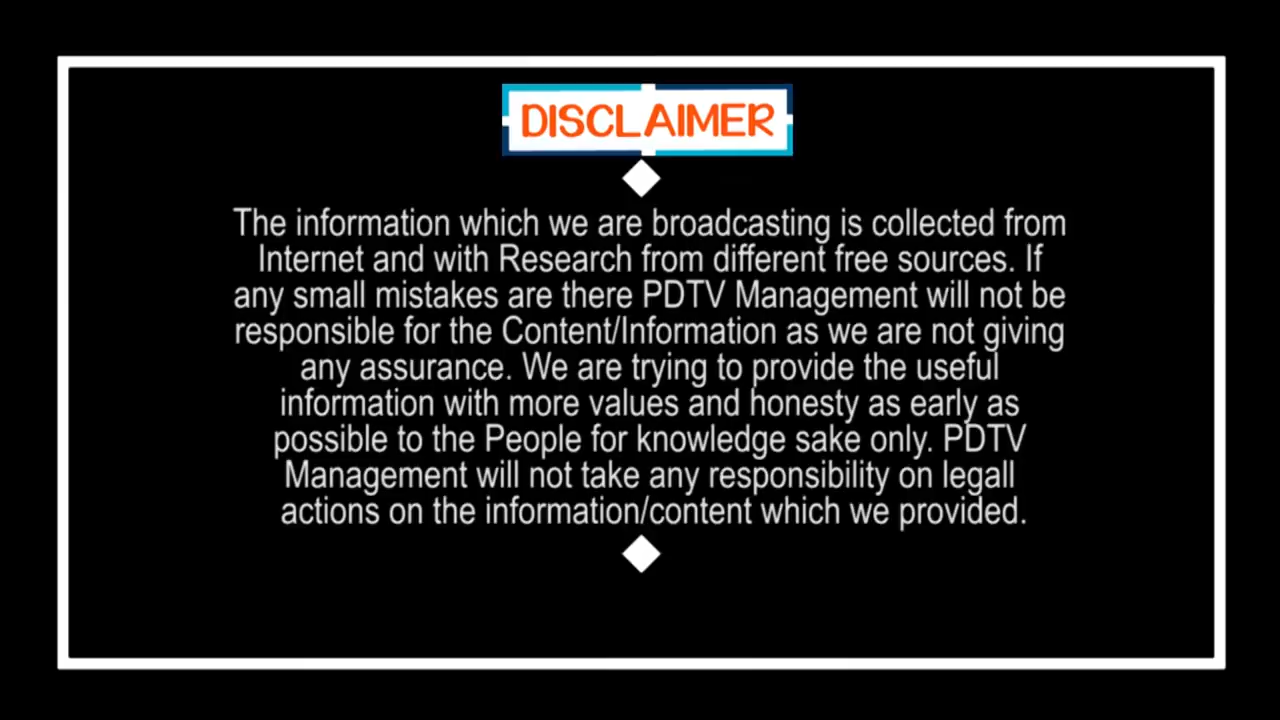 DISCLAIMER
The information which we are broadcasting is collected from
Internet and with Research from different free sources. If
any small mistakes are there PDTV Management will not be
responsible for the Content/Information as we are not giving
any assurance. We are trying to provide the useful
information with more values and honesty as early as
possible to the People for knowledge sake only. PDTV
Management will not take any responsibility on legall
actions on the information/content which we provided.